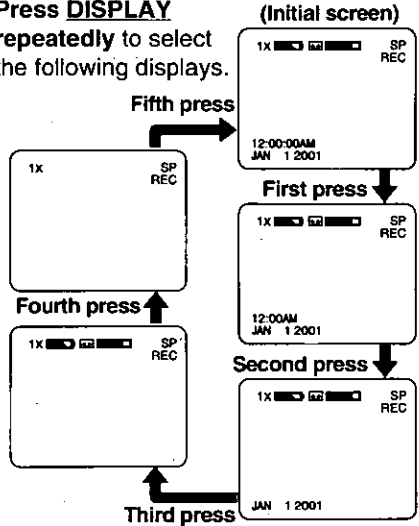 Press DISPLAY
repeatedly to select
the following displays.
(Initial screen)
1X SP
REC
12:00:00AM
JAN 1 2001
First press
1X SP
REC
12:00AM
JAN 1 2001
Second press
1X SP
REC
JAN 1 2001
Third press
1X SP
REC
Fourth press
1X SP
REC
Fifth press